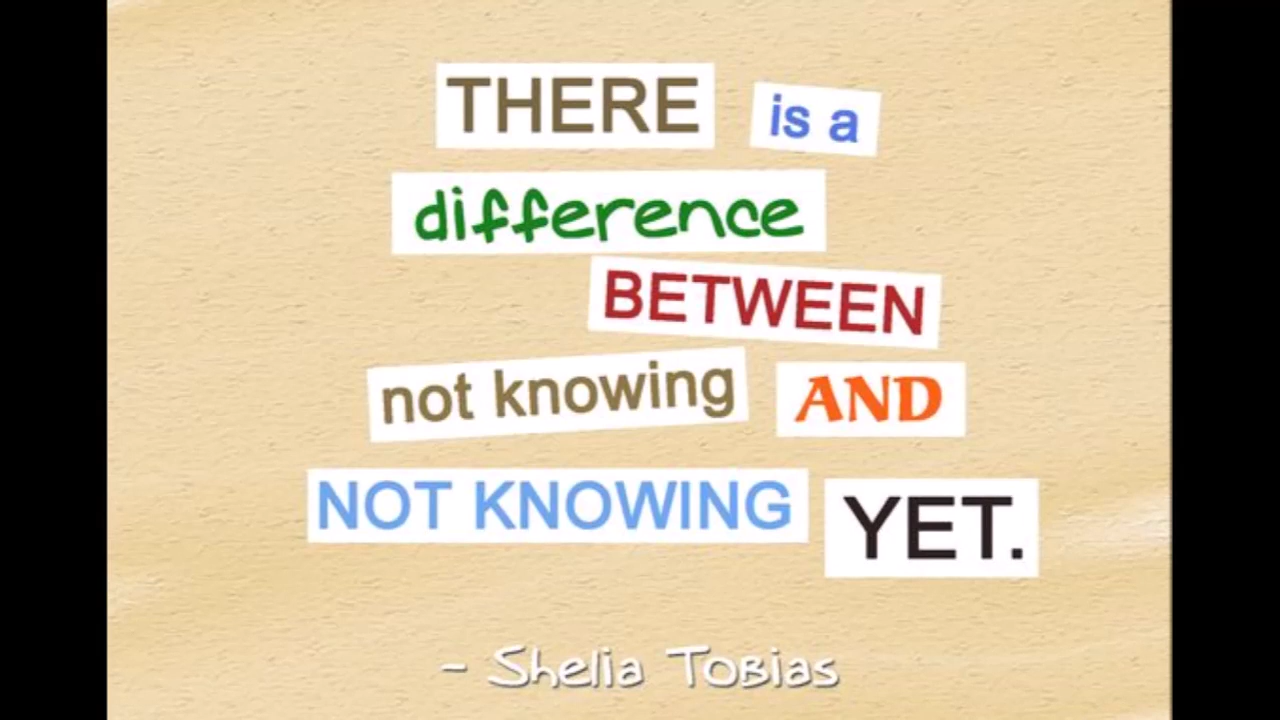 THERE is a
difference
BETWEEN
not knowing AND
NOT KNOWING YET.
- Shelia Tobias